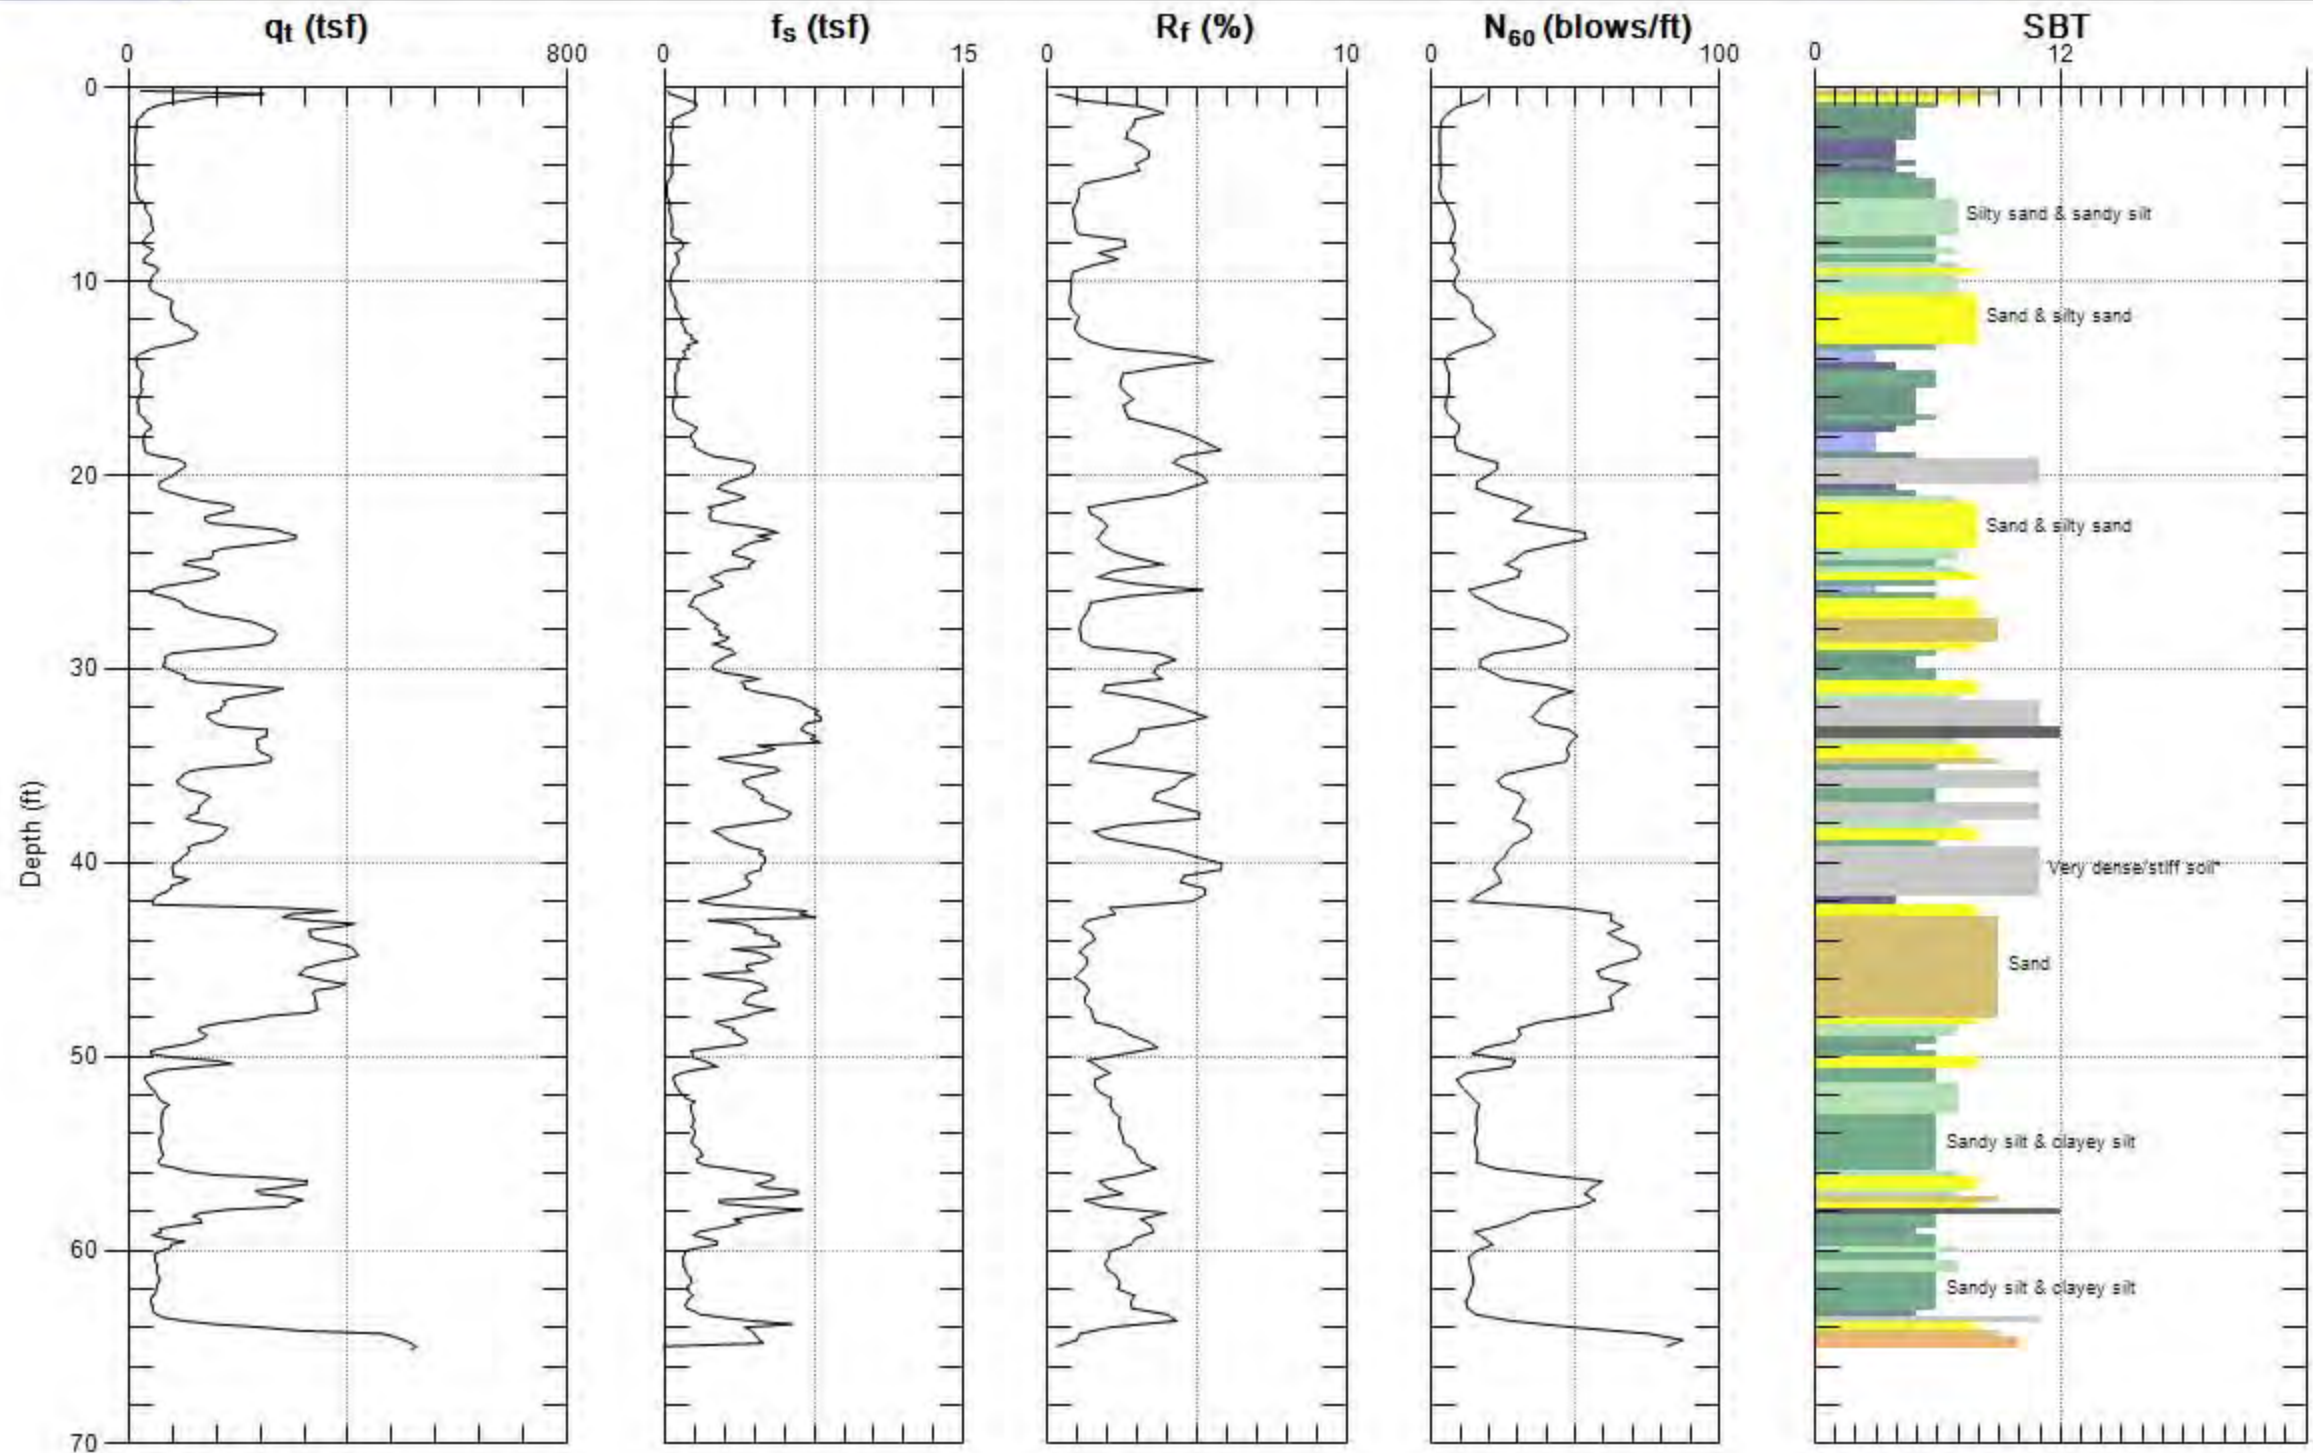 qt (tsf) fs (tsf) Rf (%) N60 (blows/ft) SBT
0 800 0 15 0 10 0 100 0 12
0
Silty sand & sandy silt
10
Sand & silty sand
20
Sand & silty sand
30
Depth (ft)
40
Very dense/stiff soil*
Sand
50
Sandy silt & clayey silt
60
Sandy silt & clayey silt
70